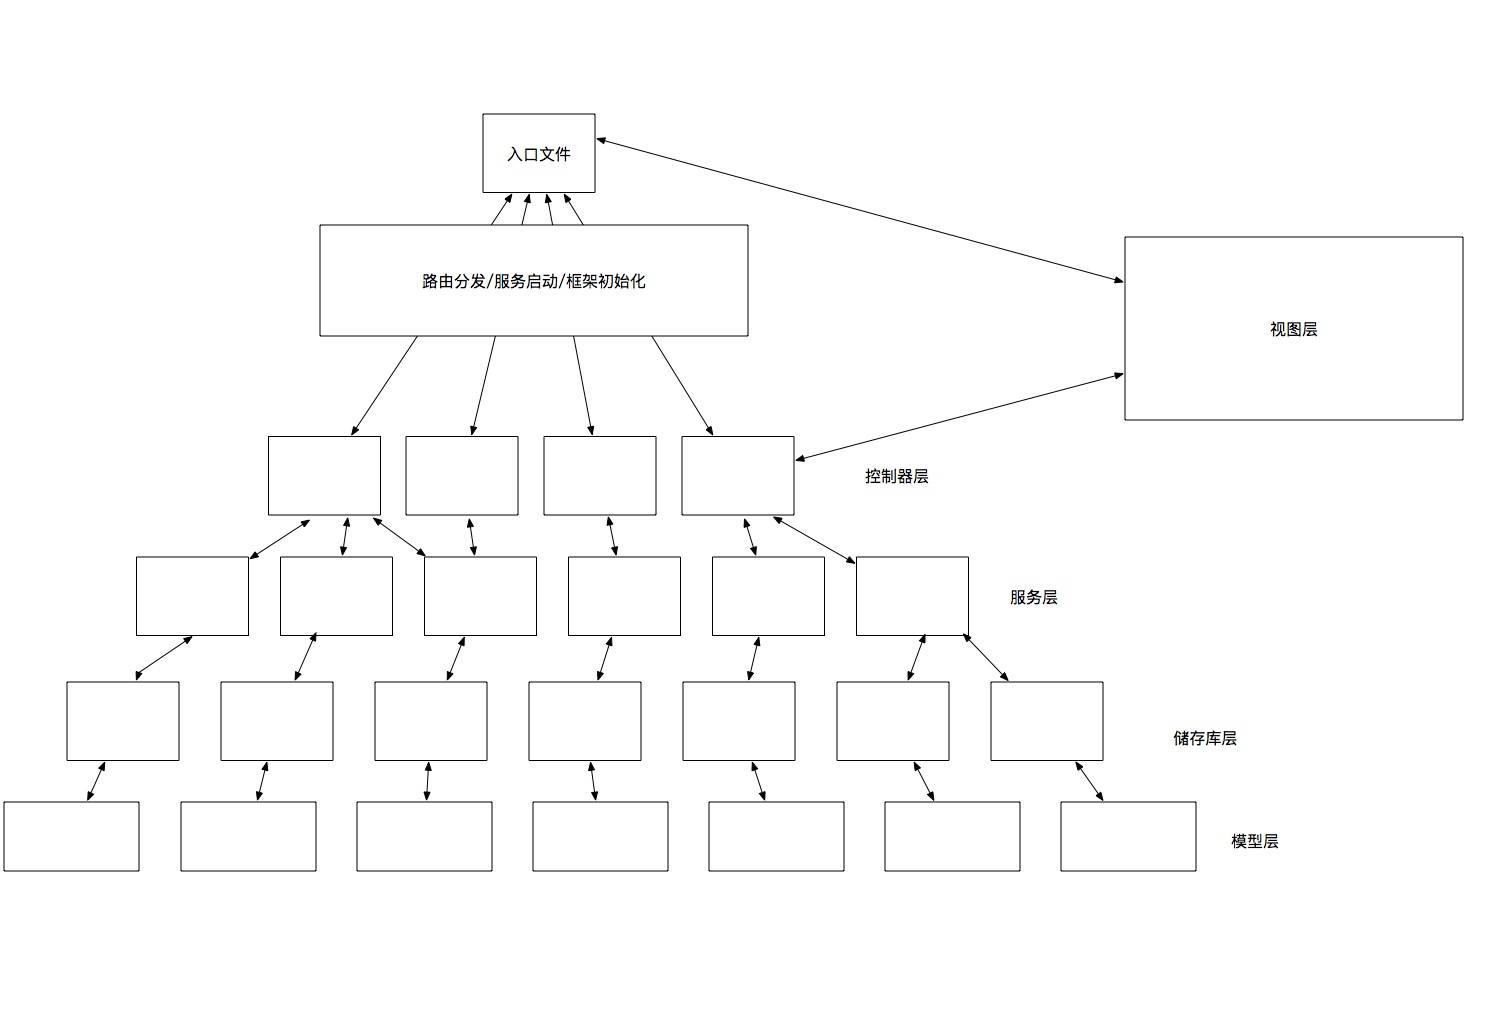 入口文件
路由分发/服务启动/框架初始化
视图层
控制器层
服务层
储存库层
模型层